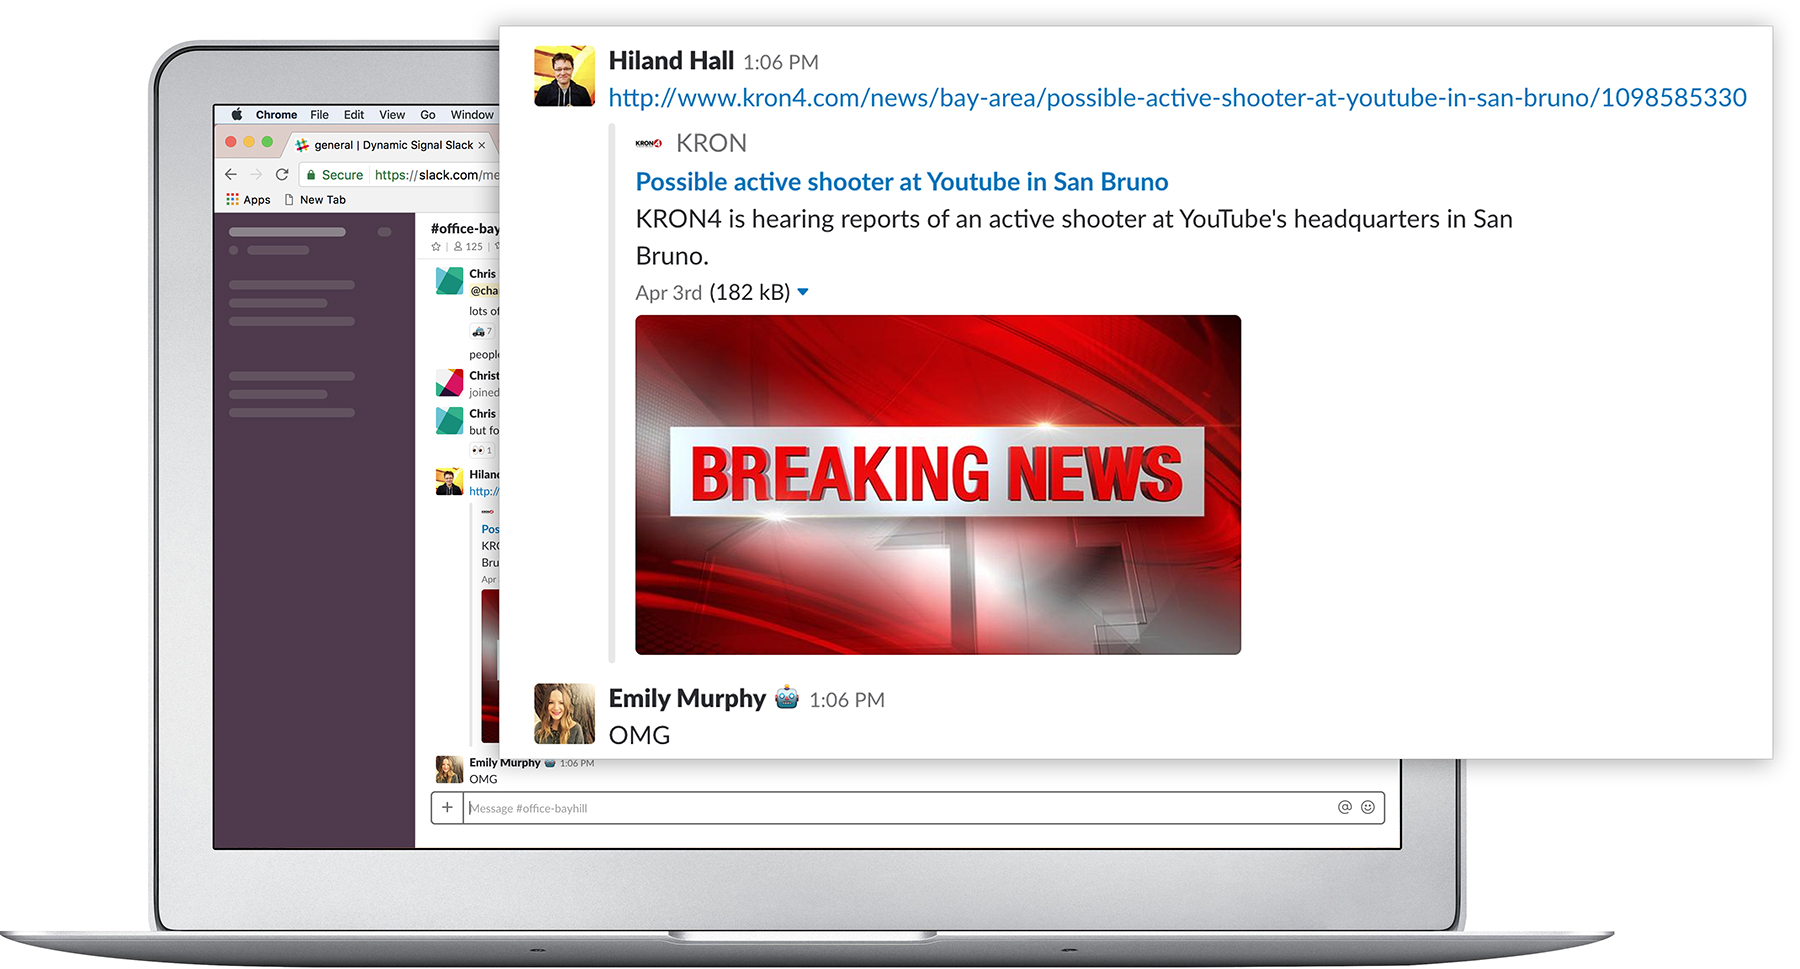 Hiland Hall 1:06 PM
http://www.kron4.com/news/bay-area/possible-active-shooter-at-youtube-in-san-bruno/1098585330
KRON4 KRON
Possible active shooter at Youtube in San Bruno
KRON4 is hearing reports of an active shooter at YouTube's headquarters in San
Bruno.
Apr 3rd (182 kB)
BREAKING NEWS
Emily Murphy 1:06 PM
OMG
Chrome File Edit View Go Window
general | Dynamic Signal Slack ×
Secure https://slack.com/me
Apps New Tab
#office-bay
125
Chris
@cha
lots of
7
people
Christ
joined
Chris
but fo
1
Hiland
http://
KRON4
Pos
KRO
Bru
Apr
Emily Murphy 1:06 PM
OMG
+ Message #office-bayhill @